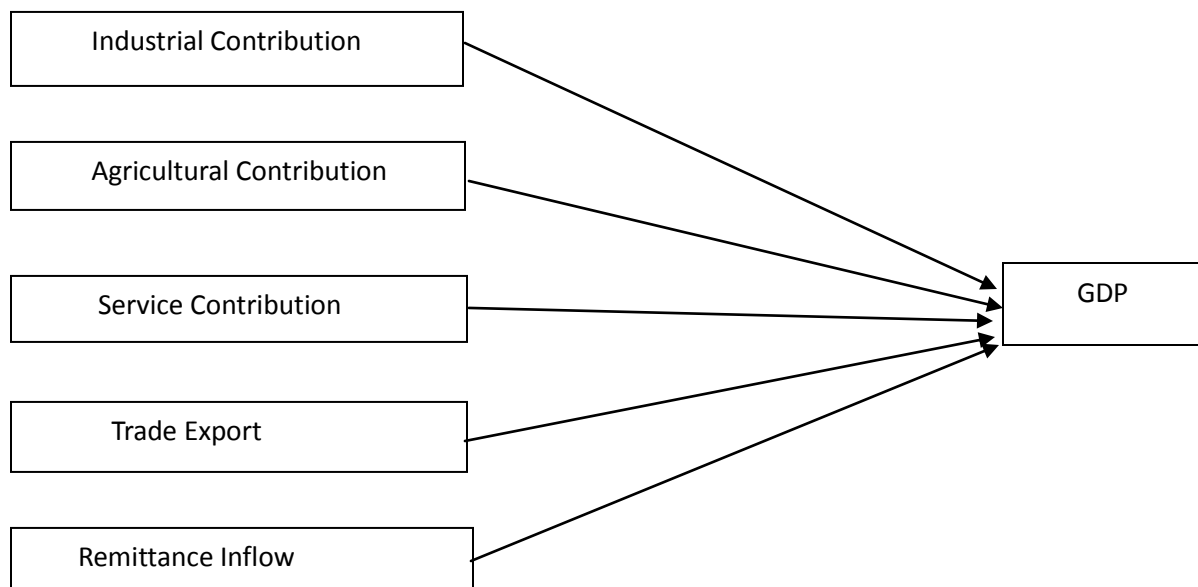 Industrial Contribution
Agricultural Contribution
Service Contribution
GDP
Trade Export
Remittance Inflow